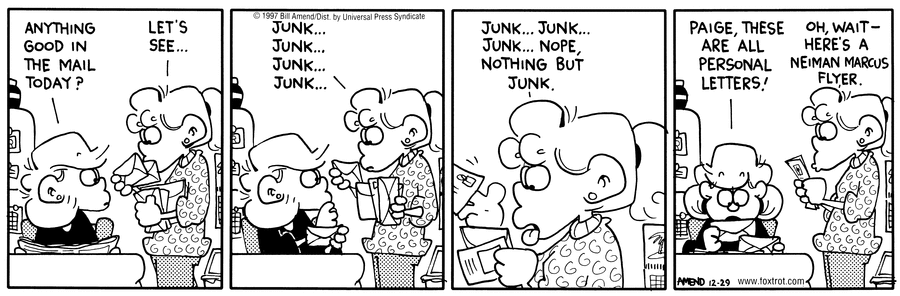 ANYTHING
GOOD IN
THE MAIL
TODAY?
LET'S
SEE...
© 1997 Bill Amend/Dist. by Universal Press Syndicate
JUNK...
JUNK...
JUNK...
JUNK...
JUNK... JUNK...
JUNK... NOPE,
NOTHING BUT
JUNK.
PAIGE, THESE
ARE ALL
PERSONAL
LETTERS!
OH, WAIT–
HERE'S A
NEIMAN MARCUS
FLYER.
AMEND 12-29 www.foxtrot.com